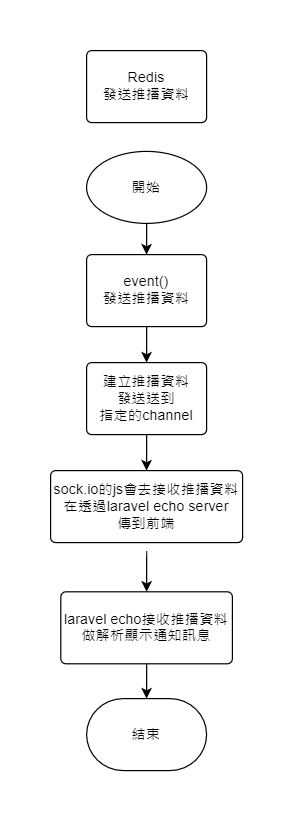 Redis
發送推播資料
開始
event()
發送推播資料
建立推播資料
發送送到
指定的channel
sock.io的js會去接收推播資料
在透過laravel echo server
傳到前端
laravel echo接收推播資料
做解析顯示通知訊息
結束